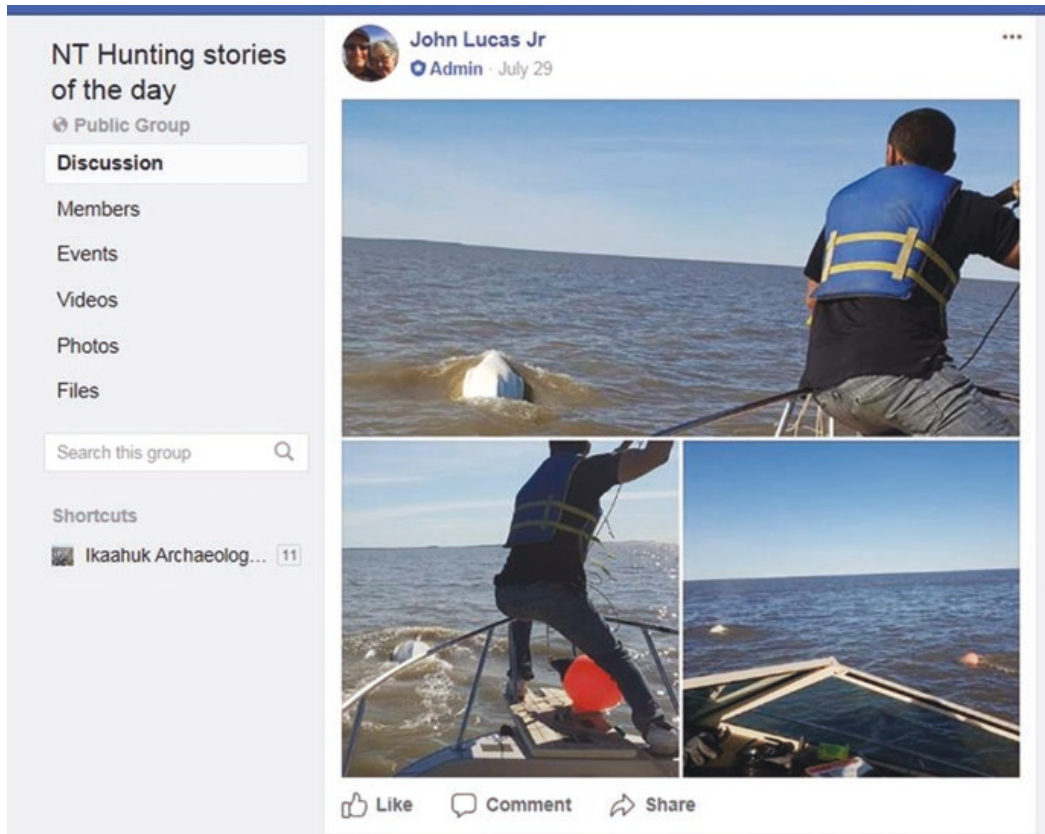 NT Hunting stories
of the day
Public Group
Discussion
Members
Events
Videos
Photos
Files
Search this group
Shortcuts
Ikaahuk Archaeolog... 11
John Lucas Jr
Admin · July 29
Like Comment Share